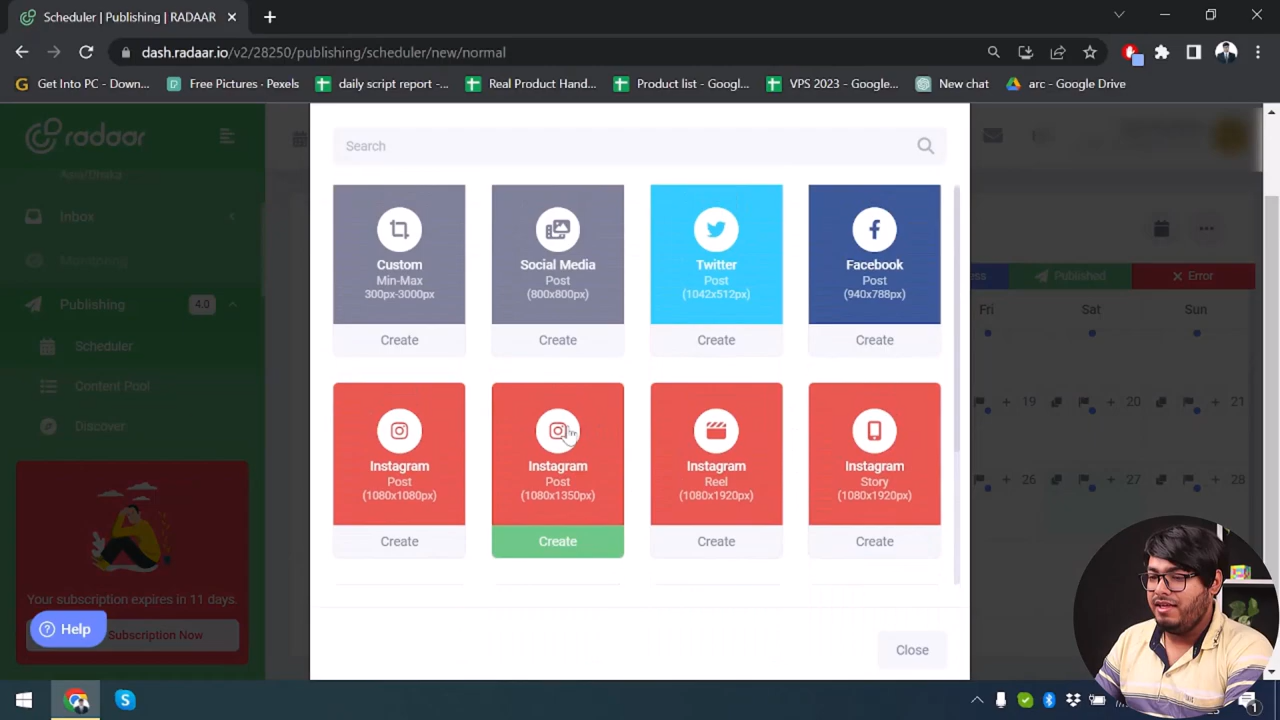 Scheduler | Publishing | RADAAR
dash.radaar.io/v2/28250/publishing/scheduler/new/normal
Get Into PC - Down...
Free Pictures - Pexels
daily script report -...
Real Product Hand...
Product list - Googl...
VPS 2023 – Google...
New chat
arc - Google Drive
radaar
Asia/Dhaka
Inbox
Monitoring
Publishing
4.0
Scheduler
Content Pool
Discover
Your subscription expires in 11 days.
Subscription Now
Help
Search
Custom
Min-Max
300px-3000px
Create
Social Media
Post
(800x800px)
Create
Twitter
Post
(1042x512px)
Create
Facebook
Post
(940x788px)
Create
Instagram
Post
(1080x1080px)
Create
Instagram
Post
(1080x1350px)
Create
Instagram
Reel
(1080x1920px)
Create
Instagram
Story
(1080x1920px)
Create
Close
Published
Error
Fri
Sat
Sun
19
20
21
26
27
28
1